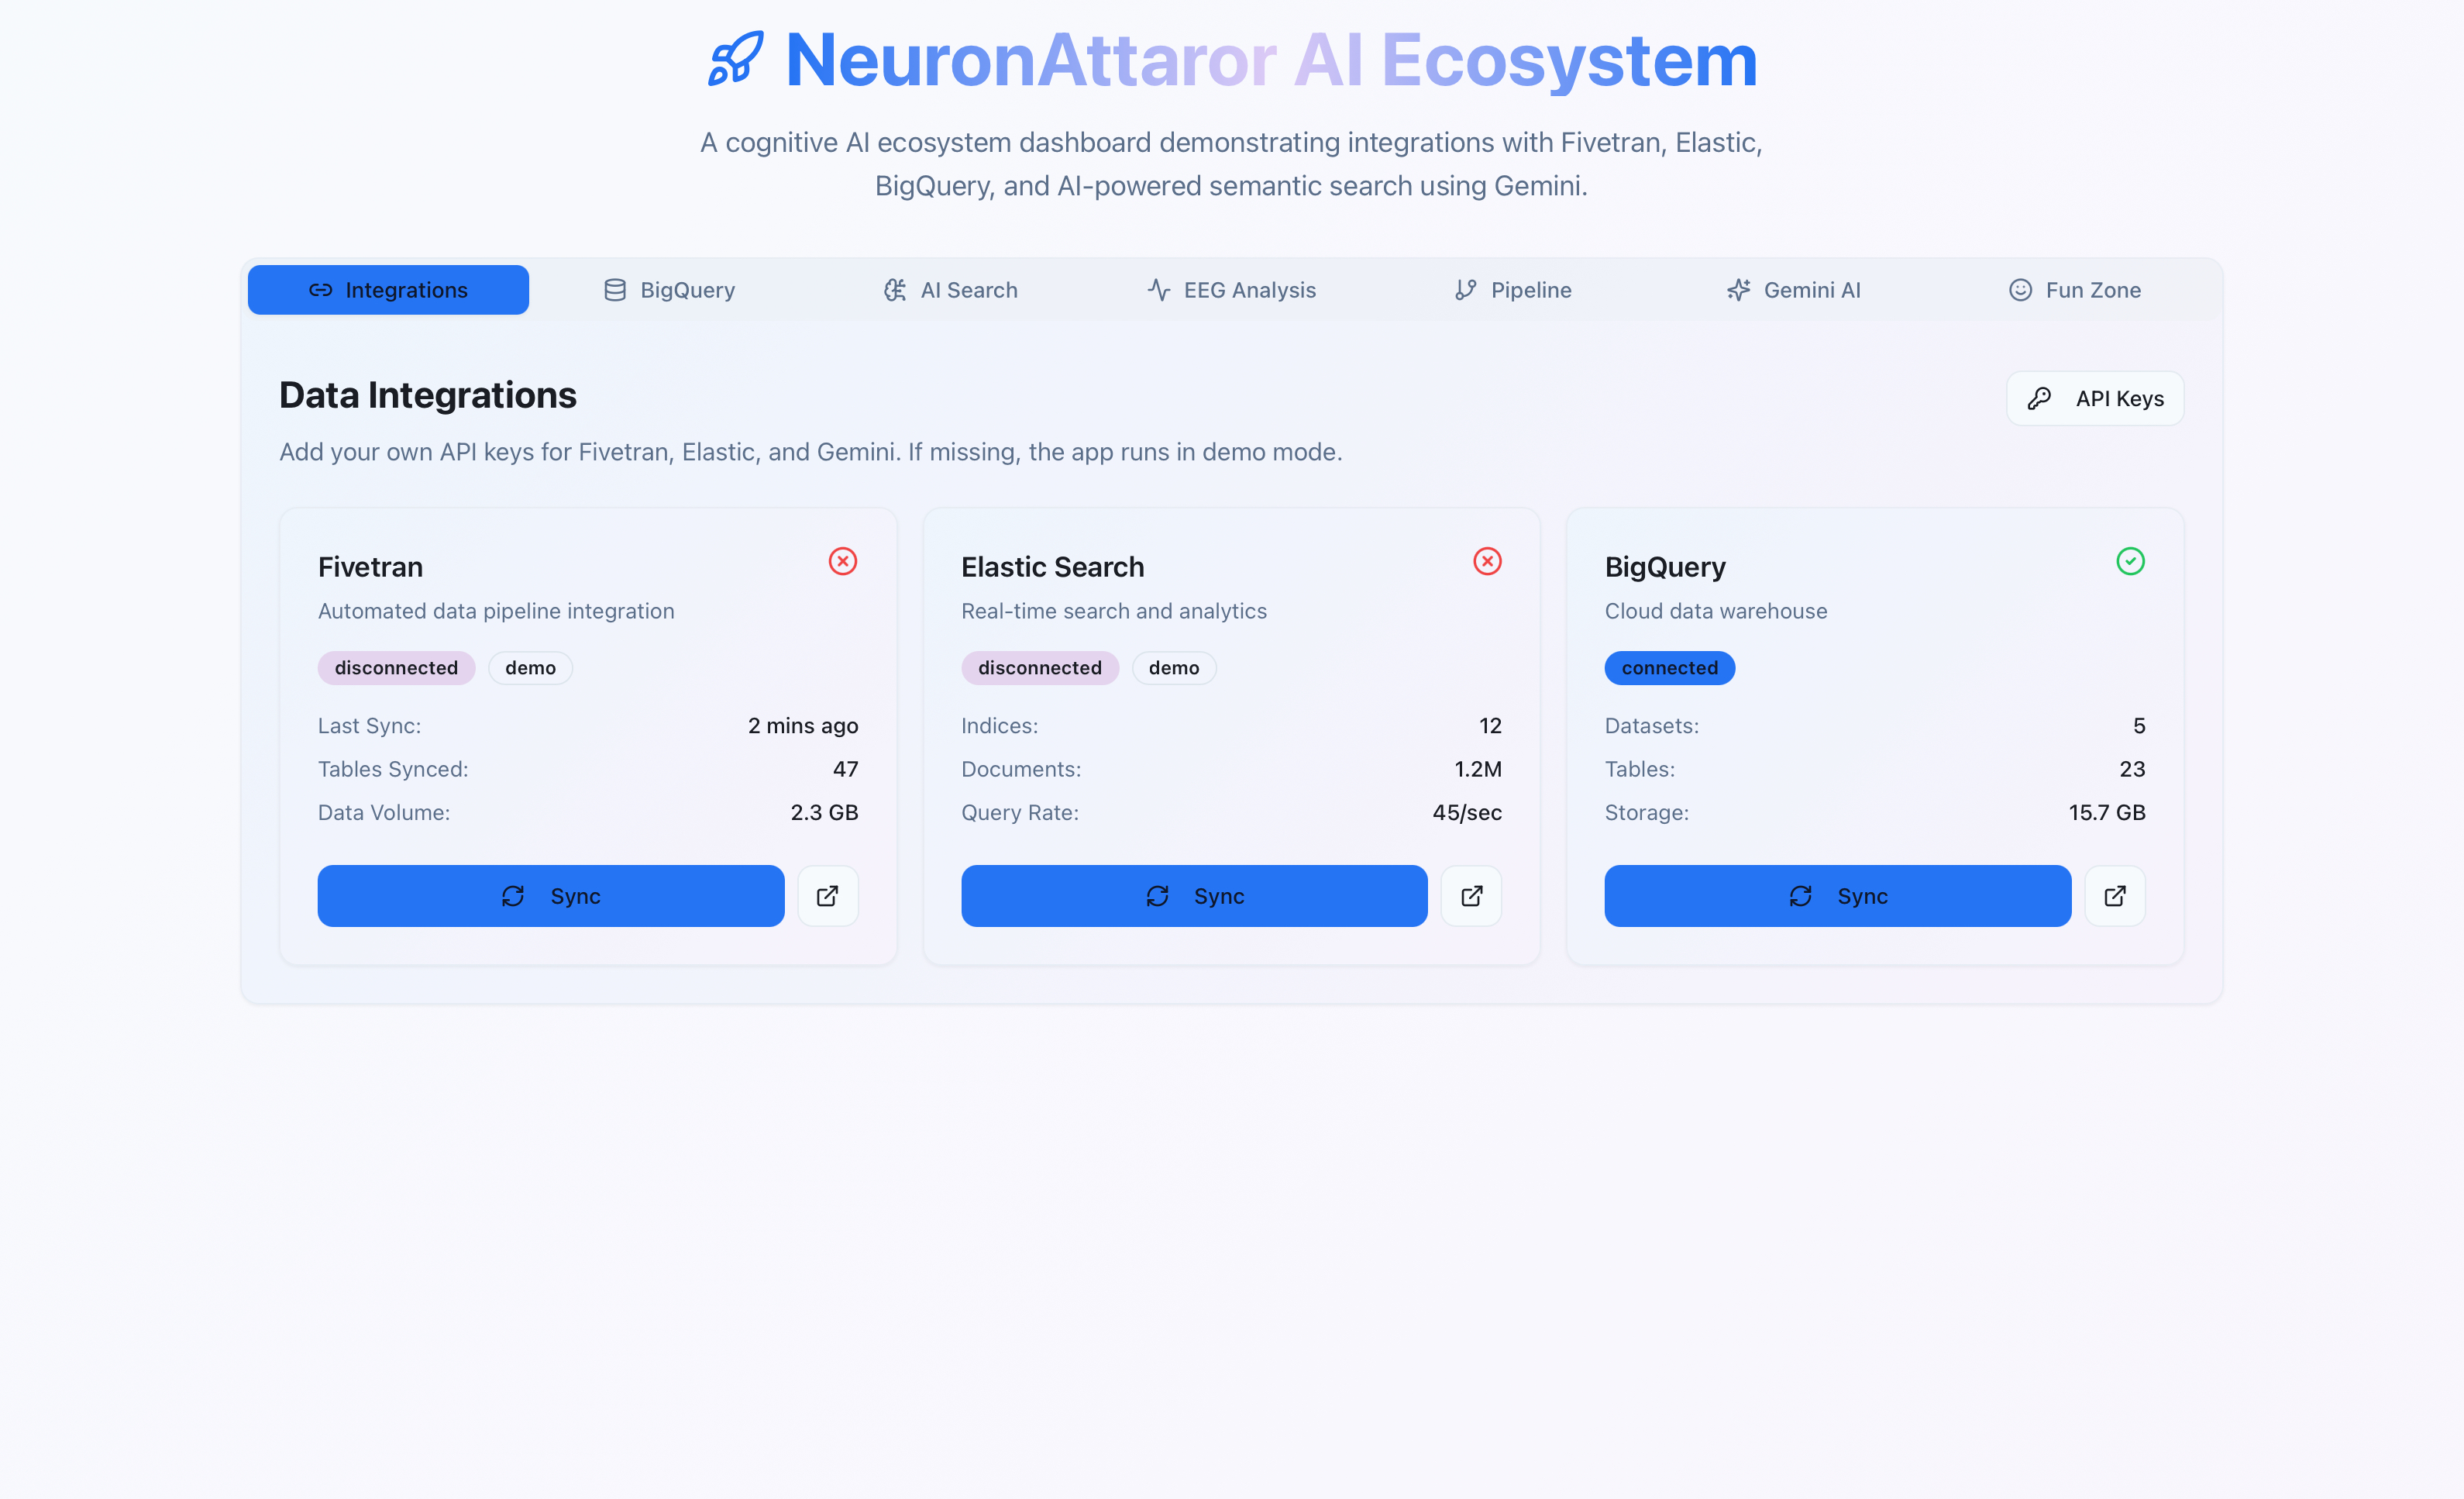 NeuronAttaror AI Ecosystem
A cognitive AI ecosystem dashboard demonstrating integrations with Fivetran, Elastic,
BigQuery, and AI-powered semantic search using Gemini.
Integrations
BigQuery
AI Search
EEG Analysis
Pipeline
Gemini AI
Fun Zone
Data Integrations
API Keys
Add your own API keys for Fivetran, Elastic, and Gemini. If missing, the app runs in demo mode.
Fivetran
Automated data pipeline integration
disconnected demo
Last Sync: 2 mins ago
Tables Synced: 47
Data Volume: 2.3 GB
Sync
Elastic Search
Real-time search and analytics
disconnected demo
Indices: 12
Documents: 1.2M
Query Rate: 45/sec
Sync
BigQuery
Cloud data warehouse
connected
Datasets: 5
Tables: 23
Storage: 15.7 GB
Sync